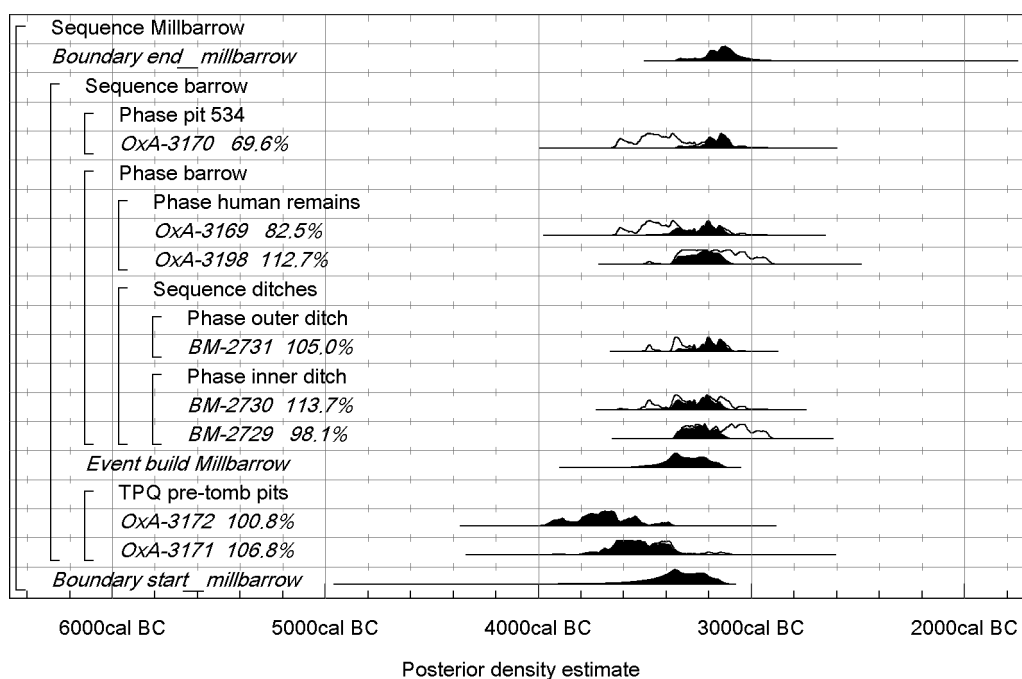 Sequence Millbarrow
Boundary end__millbarrow
Sequence barrow
Phase pit 534
OxA-3170 69.6%
Phase barrow
Phase human remains
OxA-3169 82.5%
OxA-3198 112.7%
Sequence ditches
Phase outer ditch
BM-2731 105.0%
Phase inner ditch
BM-2730 113.7%
BM-2729 98.1%
Event build Millbarrow
TPQ pre-tomb pits
OxA-3172 100.8%
OxA-3171 106.8%
Boundary start__millbarrow
6000cal BC 5000cal BC 4000cal BC 3000cal BC 2000cal BC
Posterior density estimate